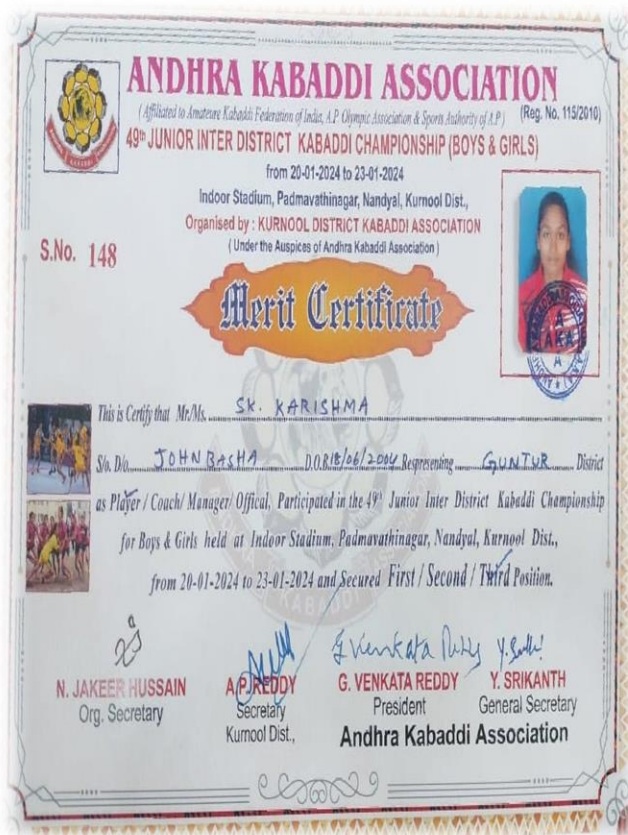 ANDHRA KABADDI ASSOCIATION
( Affiliated to Amateure Kabaddi Federation of India, A.P. Olympic Association & Sports Authority of A.P )
(Reg. No. 115/2010)
49th JUNIOR INTER DISTRICT KABADDI CHAMPIONSHIP (BOYS & GIRLS)
from 20-01-2024 to 23-01-2024
Indoor Stadium, Padmavathinagar, Nandyal, Kurnool Dist.,
Organised by : KURNOOL DISTRICT KABADDI ASSOCIATION
( Under the Auspices of Andhra Kabaddi Association )
S.No. 148
Merit Certificate
This is Certify that Mr./Ms. SK. KARISHMA
S/o. D/o. JOHN BASHA D.O.B 18/06/2004 Respresenting GUNTUR District
as Player / Coach/ Manager/ Offical, Participated in the 49th Junior Inter District Kabaddi Championship
for Boys & Girls held at Indoor Stadium, Padmavathinagar, Nandyal, Kurnool Dist.,
from 20-01-2024 to 23-01-2024 and Secured First / Second / Third Position.
G Venkata Reddy
N. JAKEER HUSSAIN
Org. Secretary
A.P. REDDY
Secretary
Kurnool Dist.,
G. VENKATA REDDY
President
Y. SRIKANTH
General Secretary
Andhra Kabaddi Association